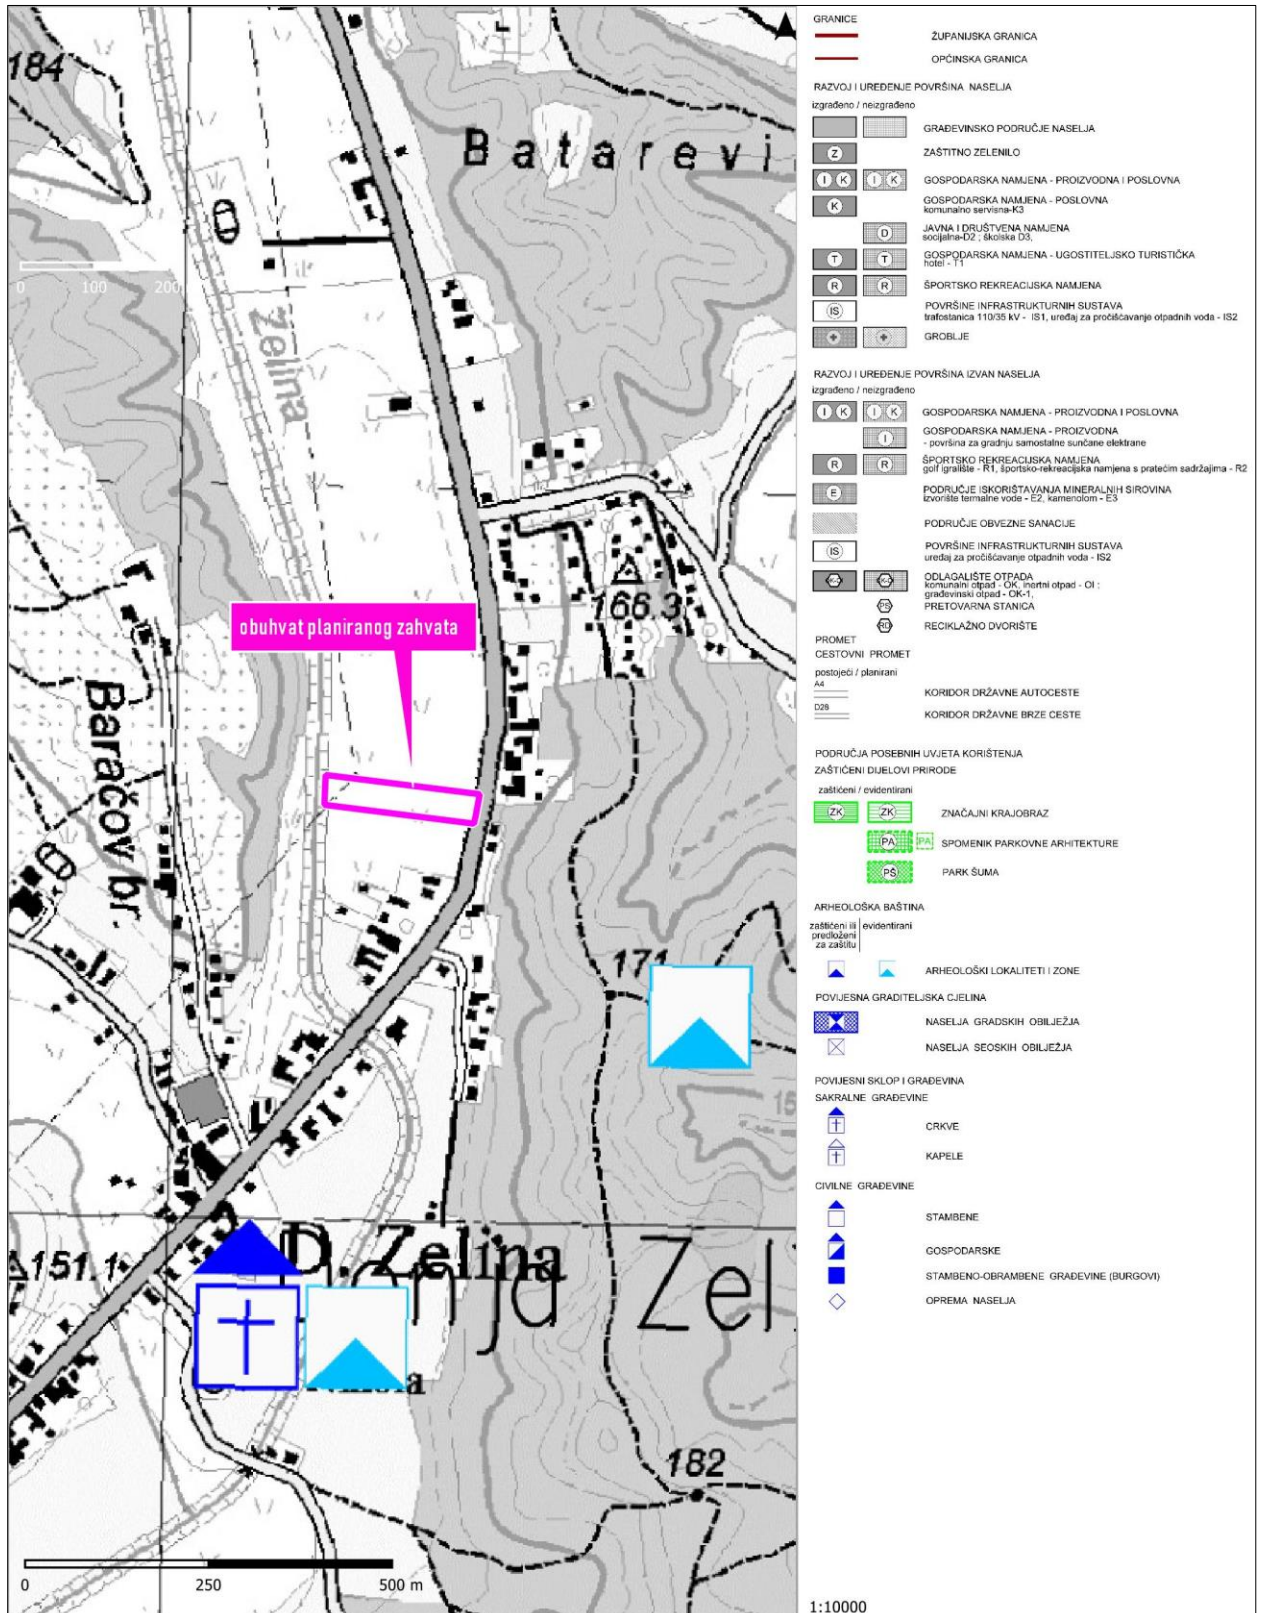 184
Batarevi
0 100 200
Zelina
166.3
obuhvat planiranog zahvata
Baračov br.
171
15
D. Zelina
Donja Zel
151.1
182
0 250 500 m
GRANICE
ŽUPANIJSKA GRANICA
OPĆINSKA GRANICA
RAZVOJ I UREĐENJE POVRŠINA NASELJA
izgrađeno / neizgrađeno
GRAĐEVINSKO PODRUČJE NASELJA
Z ZAŠTITNO ZELENILO
I K I K GOSPODARSKA NAMJENA - PROIZVODNA I POSLOVNA
K GOSPODARSKA NAMJENA - POSLOVNA
komunalno servisna-K3
D JAVNA I DRUŠTVENA NAMJENA
socijalna-D2 ; školska D3,
T T GOSPODARSKA NAMJENA - UGOSTITELJSKO TURISTIČKA
hotel - T1
R R ŠPORTSKO REKREACIJSKA NAMJENA
IS POVRŠINE INFRASTRUKTURNIH SUSTAVA
trafostanica 110/35 kV - IS1, uređaj za pročišćavanje otpadnih voda - IS2
GROBLJE
RAZVOJ I UREĐENJE POVRŠINA IZVAN NASELJA
izgrađeno / neizgrađeno
I K I K GOSPODARSKA NAMJENA - PROIZVODNA I POSLOVNA
I GOSPODARSKA NAMJENA - PROIZVODNA
- površina za gradnju samostalne sunčane elektrane
R R ŠPORTSKO REKREACIJSKA NAMJENA
golf igralište - R1, športsko-rekreacijska namjena s pratećim sadržajima - R2
E PODRUČJE ISKORIŠTAVANJA MINERALNIH SIROVINA
izvorište termalne vode - E2, kamenolom - E3
PODRUČJE OBVEZNE SANACIJE
IS POVRŠINE INFRASTRUKTURNIH SUSTAVA
uređaj za pročišćavanje otpadnih voda - IS2
ODLAGALIŠTE OTPADA
komunalni otpad - OK, inertni otpad - OI ;
građevinski otpad - OK-1,
PS PRETOVARNA STANICA
RD RECIKLAŽNO DVORIŠTE
PROMET
CESTOVNI PROMET
postojeći / planirani
A4
KORIDOR DRŽAVNE AUTOCESTE
D28
KORIDOR DRŽAVNE BRZE CESTE
PODRUČJA POSEBNIH UVJETA KORIŠTENJA
ZAŠTIĆENI DIJELOVI PRIRODE
zaštićeni / evidentirani
ZK ZK ZNAČAJNI KRAJOBRAZ
PA PA SPOMENIK PARKOVNE ARHITEKTURE
PŠ PARK ŠUMA
ARHEOLOŠKA BAŠTINA
zaštićeni ili evidentirani
predloženi
za zaštitu
ARHEOLOŠKI LOKALITETI I ZONE
POVIJESNA GRADITELJSKA CJELINA
NASELJA GRADSKIH OBILJEŽJA
NASELJA SEOSKIH OBILJEŽJA
POVIJESNI SKLOP I GRAĐEVINA
SAKRALNE GRAĐEVINE
CRKVE
KAPELE
CIVILNE GRAĐEVINE
STAMBENE
GOSPODARSKE
STAMBENO-OBRAMBENE GRAĐEVINE (BURGOVI)
OPREMA NASELJA
1:10000